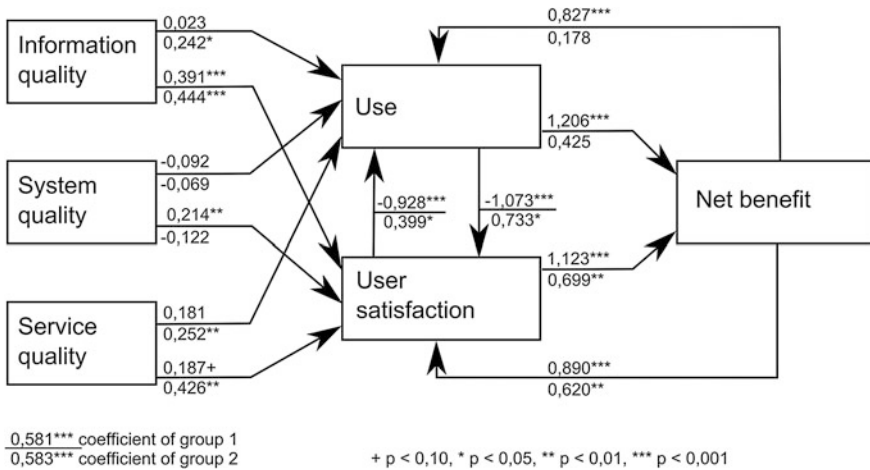 0,023
0,242*
Information
quality
0,391***
0,444***
-0,092
-0,069
System
quality
0,214**
-0,122
0,181
0,252**
Service
quality
0,187+
0,426**
Use
-0,928***
0,399*
-1,073***
0,733*
User
satisfaction
0,827***
0,178
1,206***
0,425
Net benefit
1,123***
0,699**
0,890***
0,620**
0,581*** coefficient of group 1
0,583*** coefficient of group 2
+ p < 0,10, * p < 0,05, ** p < 0,01, *** p < 0,001